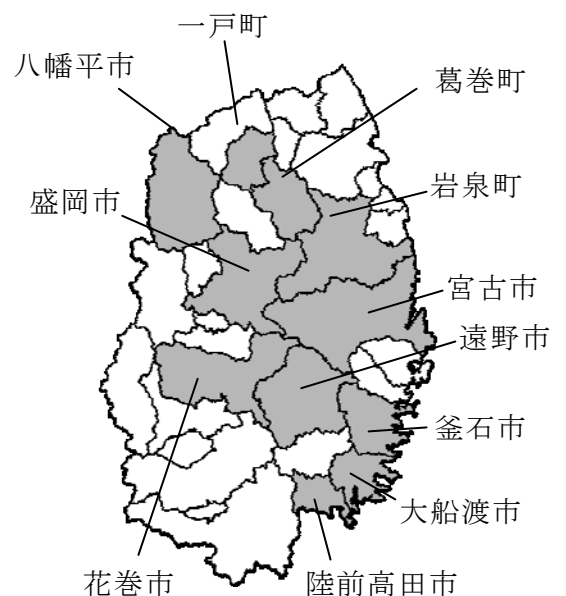 一戸町
八幡平市
葛巻町
盛岡市
岩泉町
宮古市
遠野市
釜石市
大船渡市
花巻市
陸前高田市